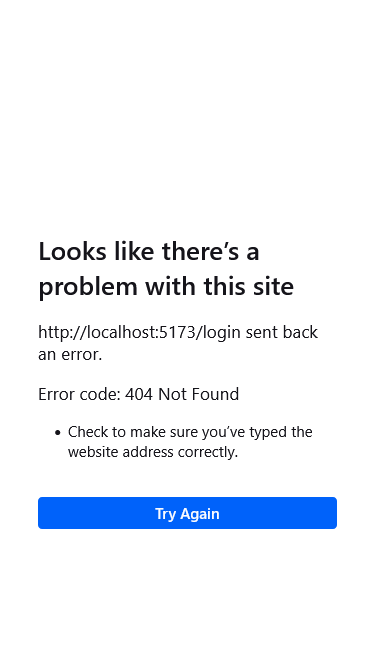 Looks like there’s a
problem with this site
http://localhost:5173/login sent back
an error.
Error code: 404 Not Found
• Check to make sure you’ve typed the
website address correctly.
Try Again